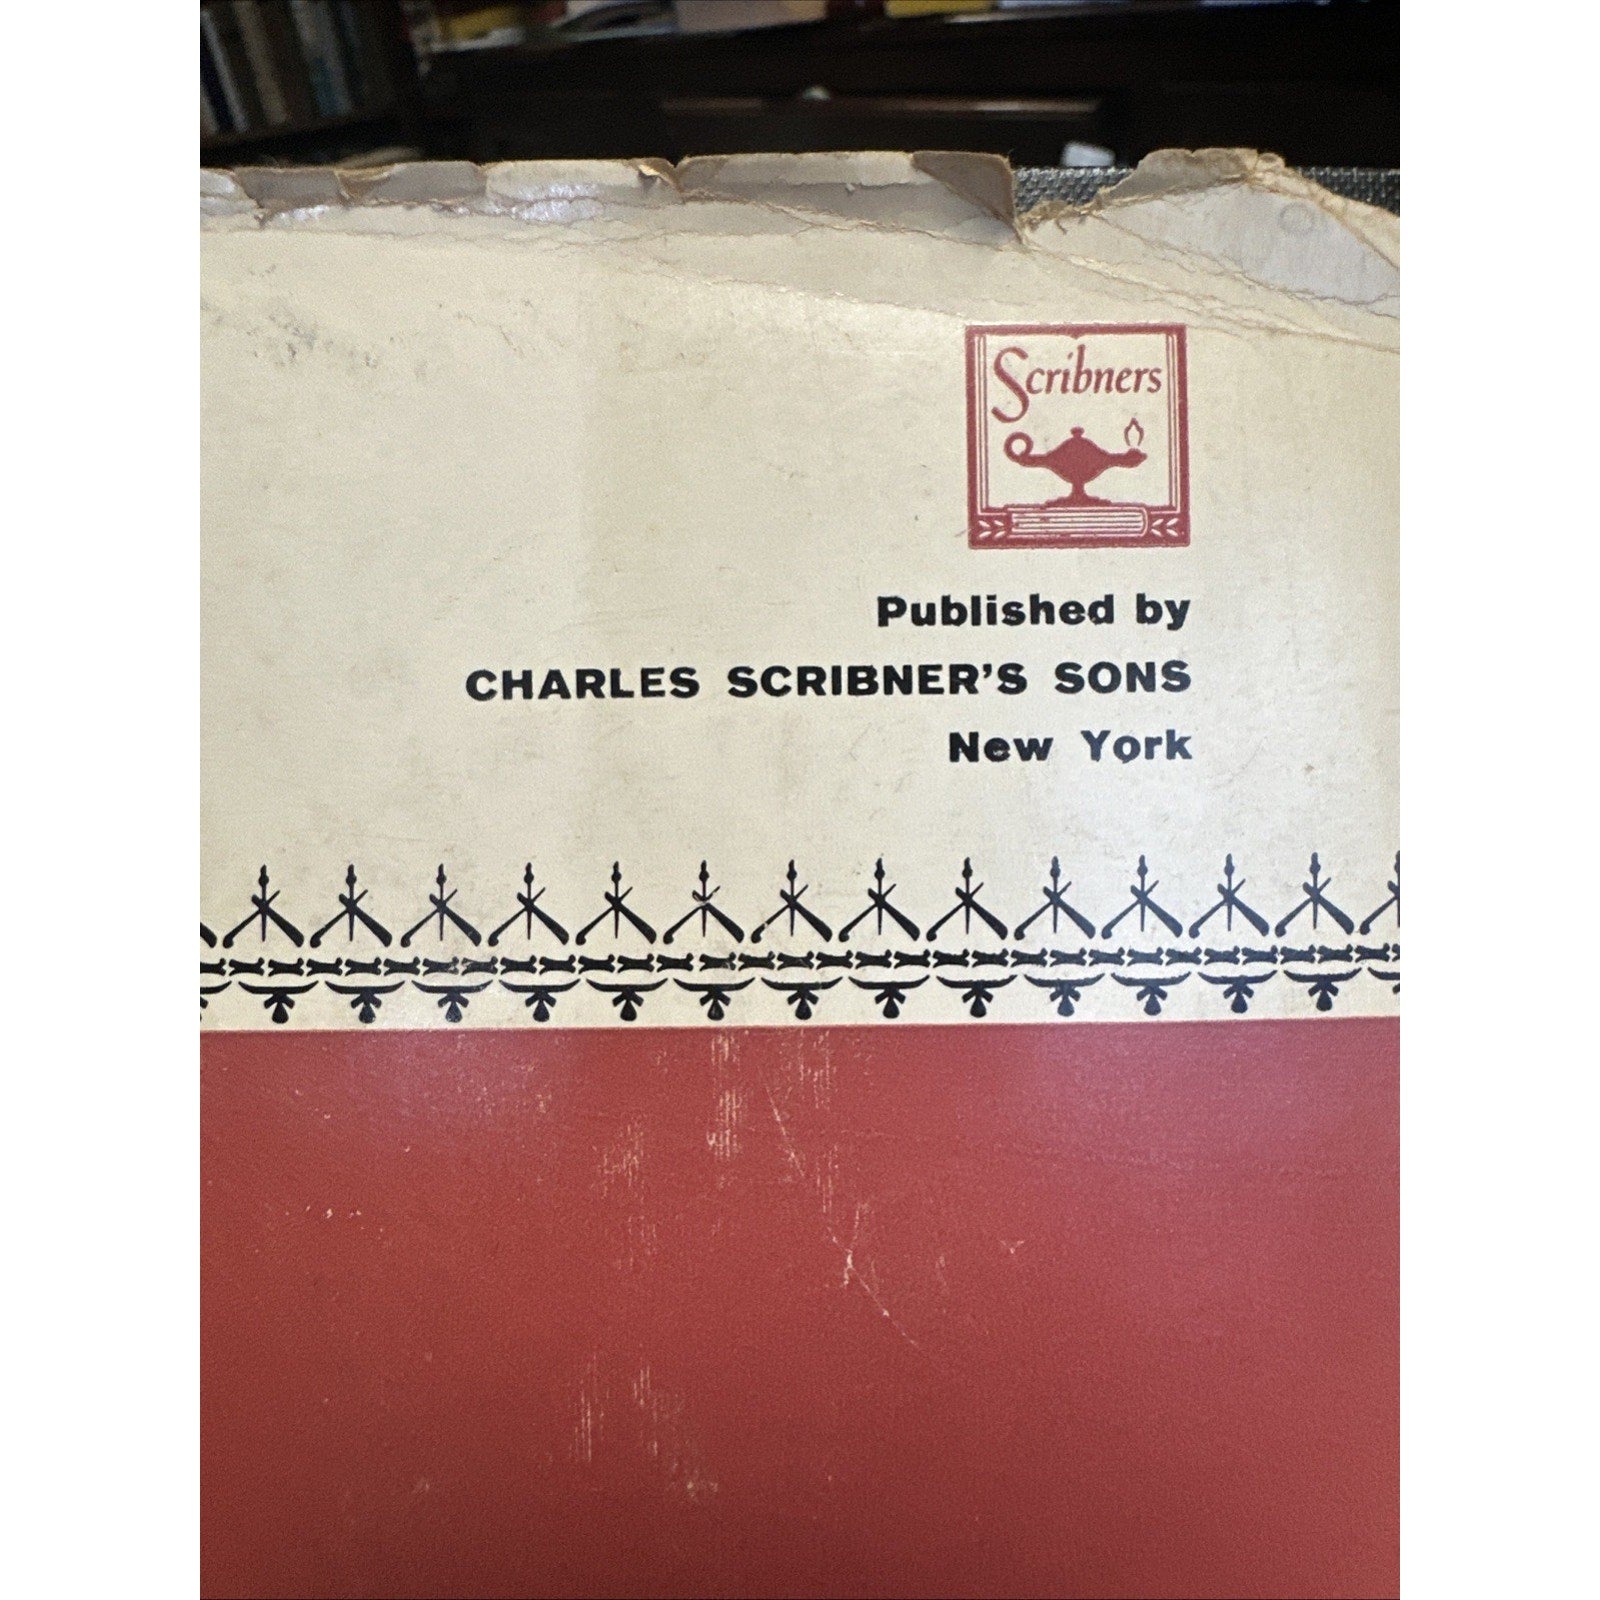 Scribners
Published by
CHARLES SCRIBNER'S SONS
New York